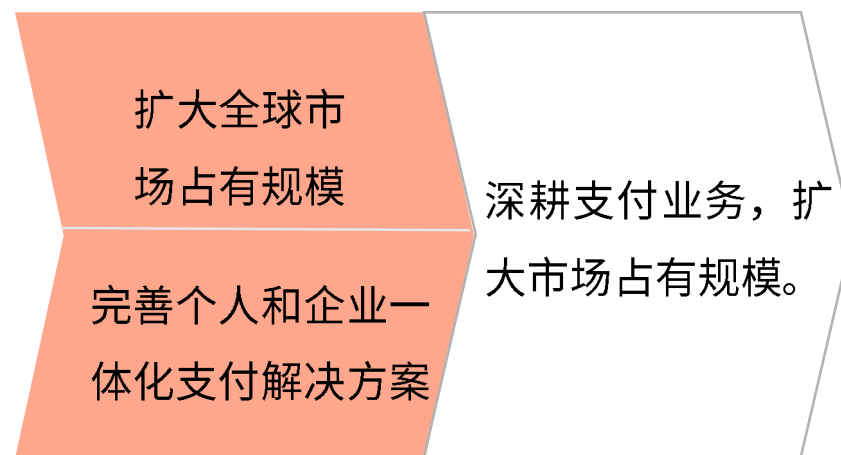 扩大全球市
场占有规模
完善个人和企业一
体化支付解决方案
深耕支付业务，扩
大市场占有规模。